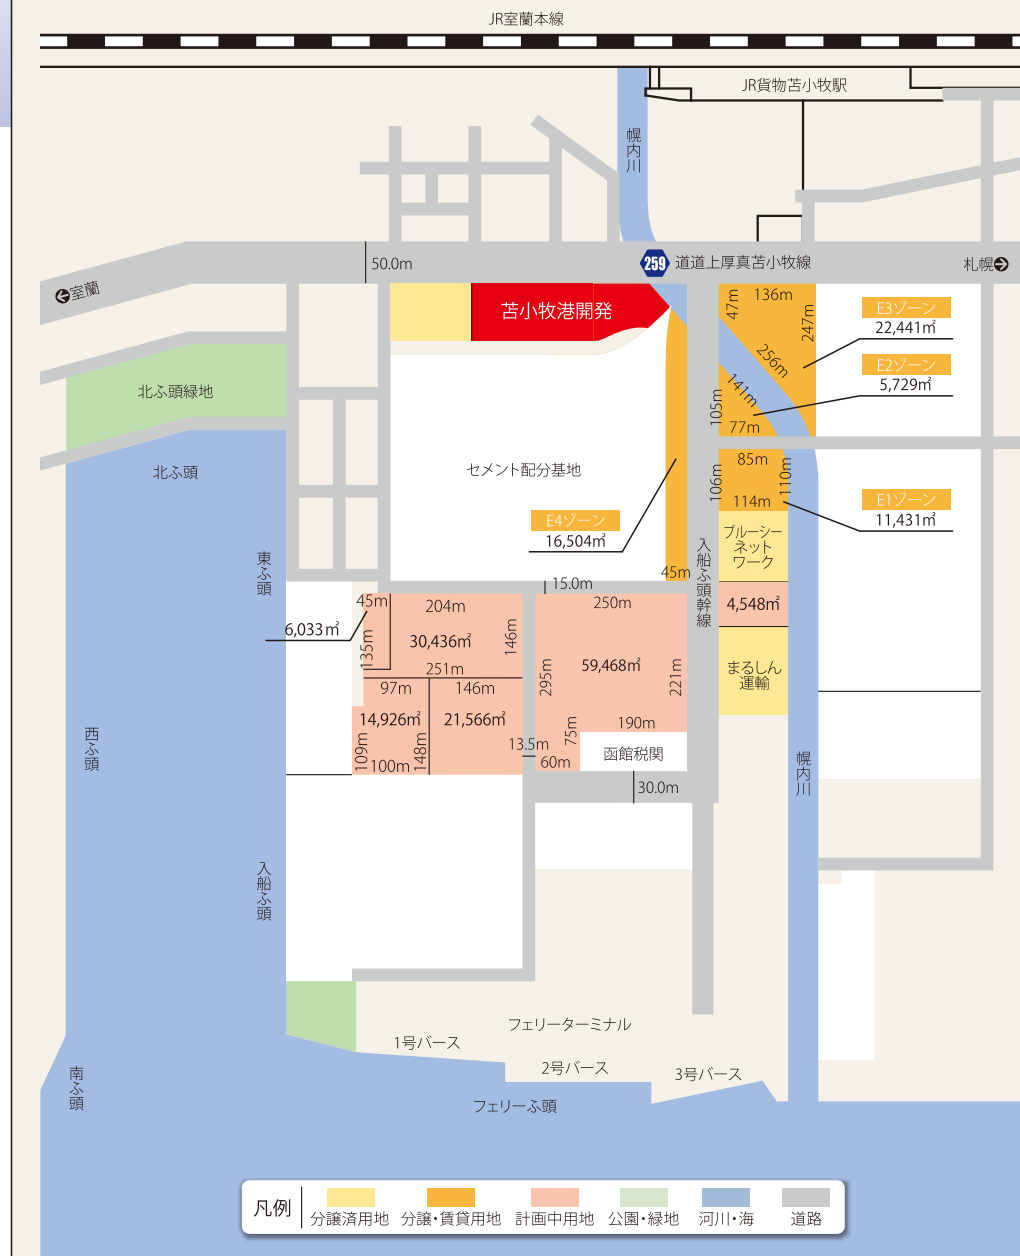 JR室蘭本線
JR貨物苫小牧駅
幌内川
50.0m
259
道道上厚真苫小牧線
札幌
室蘭
苫小牧港開発
47m
136m
247m
E3ゾーン
22,441㎡
256m
E2ゾーン
5,729㎡
141m
105m
77m
北ふ頭緑地
北ふ頭
セメント配分基地
85m
106m
110m
114m
E1ゾーン
11,431㎡
E4ゾーン
16,504㎡
ブルーシー
ネット
ワーク
入船ふ頭幹線
東ふ頭
45m
15.0m
45m
204m
250m
4,548㎡
6,033㎡
135m
30,436㎡
146m
59,468㎡
295m
221m
251m
まるしん
運輸
97m
146m
14,926㎡
21,566㎡
190m
75m
13.5m
109m
100m
148m
60m
函館税関
西ふ頭
30.0m
幌内川
入船ふ頭
フェリーターミナル
1号バース
2号バース
3号バース
南ふ頭
フェリーふ頭
凡例
分譲済用地
分譲・賃貸用地
計画中用地
公園・緑地
河川・海
道路